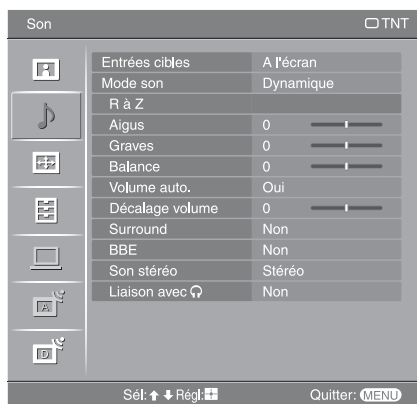 Son TNT
Entrées cibles A l'écran
Mode son Dynamique
R à Z
Aigus 0
Graves 0
Balance 0
Volume auto. Oui
Décalage volume 0
Surround Non
BBE Non
Son stéréo Stéréo
Liaison avec Non
A
D
Sél: Régl: Quitter: MENU